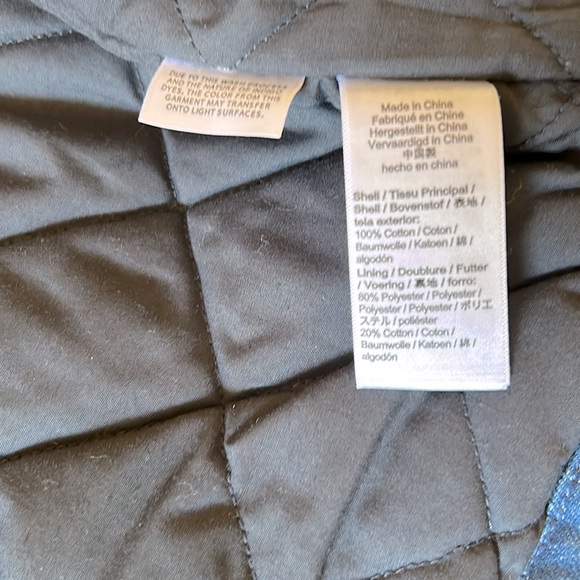 DUE TO THIS WASH PROCESS
AND THE NATURE OF INDIGO
DYES, THE COLOR FROM THIS
GARMENT MAY TRANSFER
ONTO LIGHT SURFACES.
Made in China
Fabriqué en Chine
Hergestellt in China
Vervaardigd in China
中国製
hecho en china
Shell / Tissu Principal /
Shell / Bovenstof / 表地 /
tela exterior:
100% Cotton / Coton /
Baumwolle / Katoen / 綿 /
algodón
Lining / Doublure / Futter
/ Voering / 裏地 / forro:
80% Polyester / Polyester /
Polyester / Polyester / ポリエ
ステル / poliéster
20% Cotton / Coton /
Baumwolle / Katoen / 綿 /
algodón